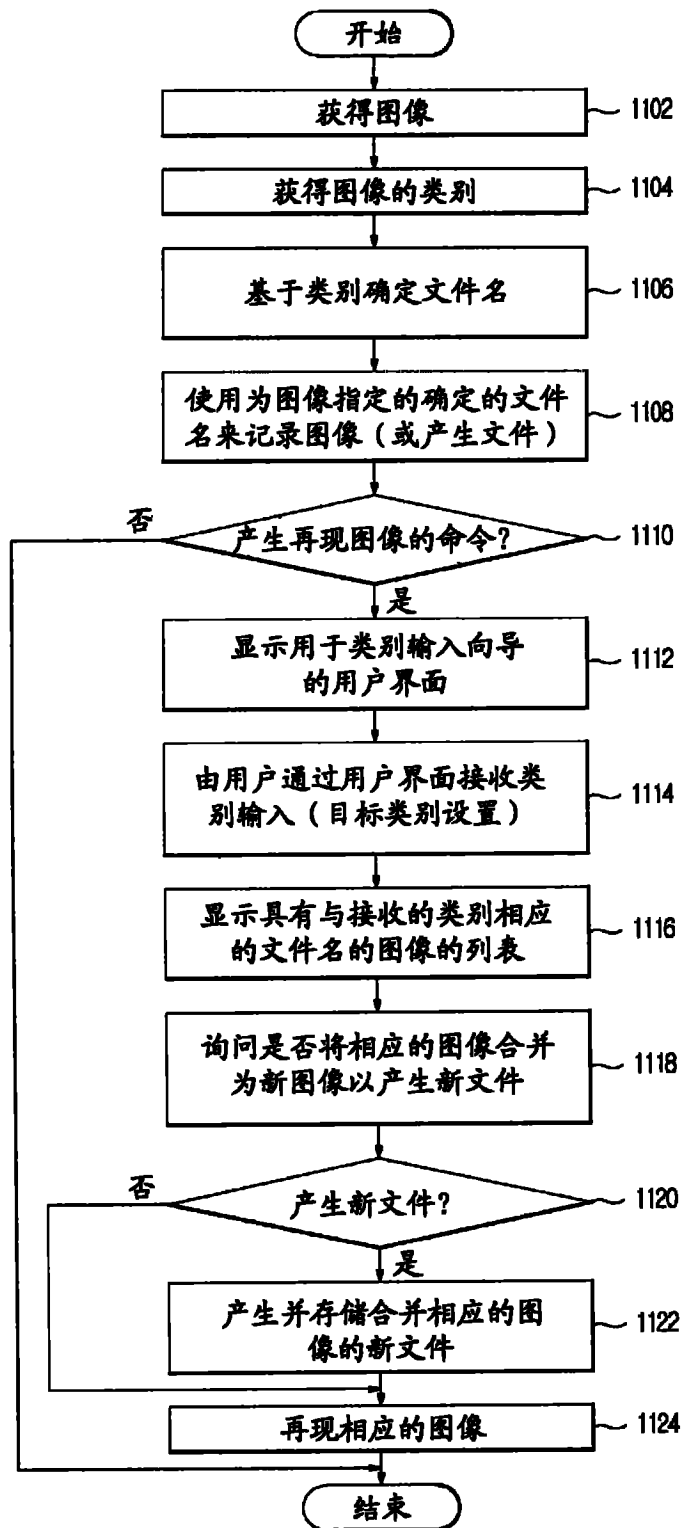 开始
获得图像
1102
获得图像的类别
1104
基于类别确定文件名
1106
使用为图像指定的确定的文件
名来记录图像（或产生文件）
1108
否
产生再现图像的命令？
1110
是
显示用于类别输入向导
的用户界面
1112
由用户通过用户界面接收类
别输入（目标类别设置）
1114
显示具有与接收的类别相应
的文件名的图像的列表
1116
询问是否将相应的图像合并
为新图像以产生新文件
1118
否
产生新文件？
1120
是
产生并存储合并相应的图
像的新文件
1122
再现相应的图像
1124
结束